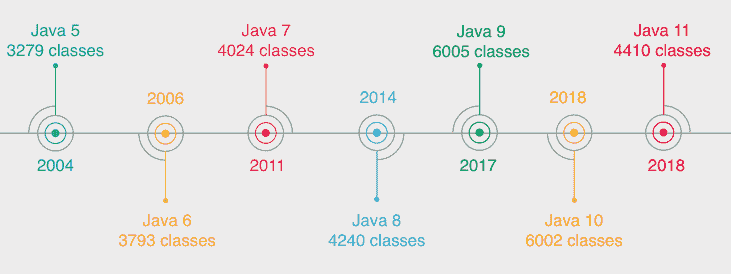 Java 5
3279 classes
2004
2006
Java 6
3793 classes
Java 7
4024 classes
2011
2014
Java 8
4240 classes
Java 9
6005 classes
2017
2018
Java 10
6002 classes
Java 11
4410 classes
2018